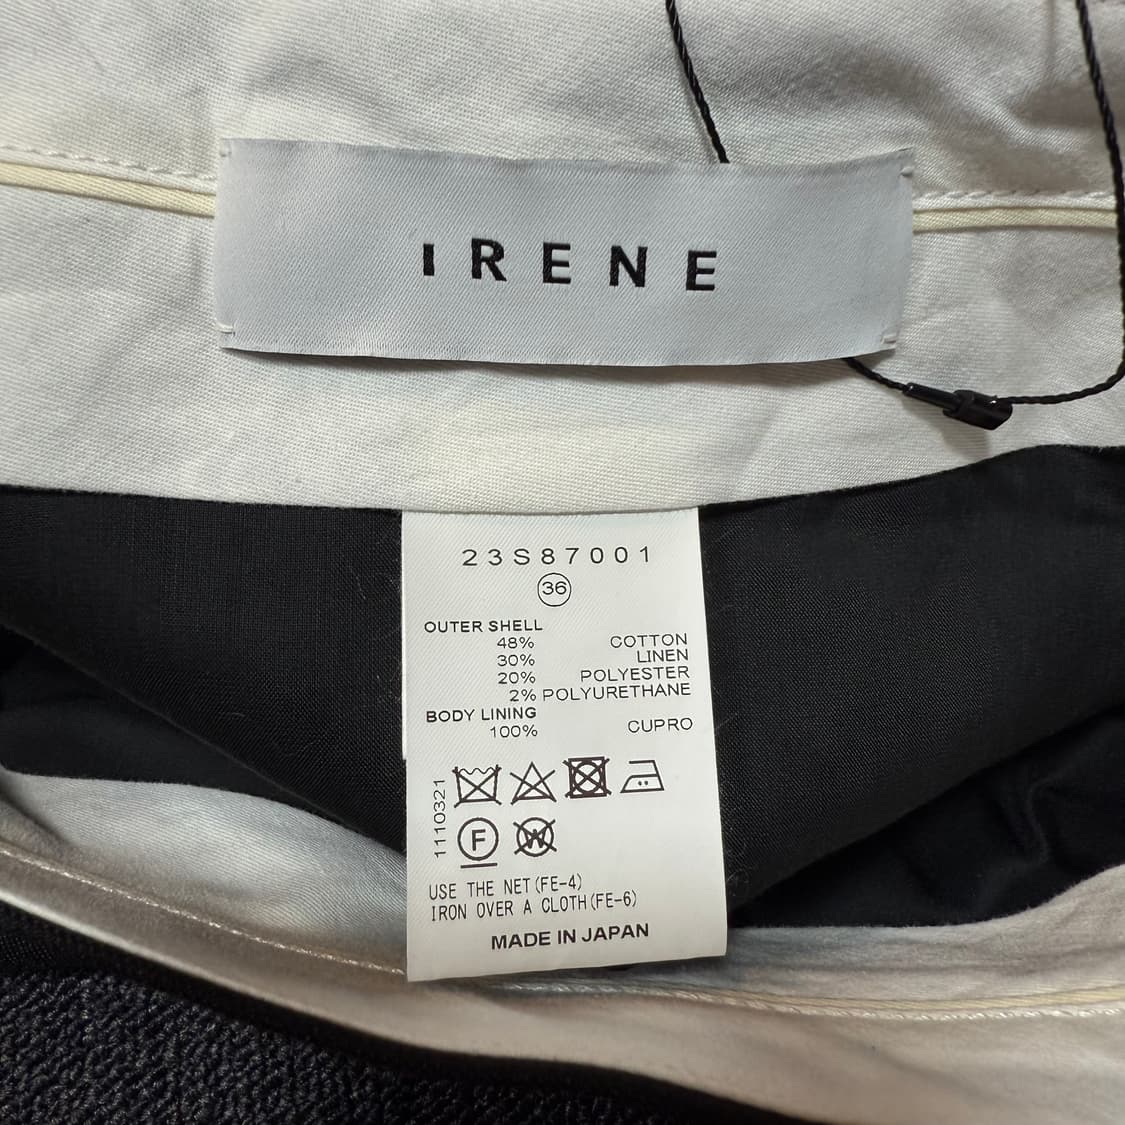 IRENE
23S87001
36
OUTER SHELL
48% COTTON
30% LINEN
20% POLYESTER
2% POLYURETHANE
BODY LINING
100% CUPRO
1110321
F
W
USE THE NET(FE-4)
IRON OVER A CLOTH(FE-6)
MADE IN JAPAN